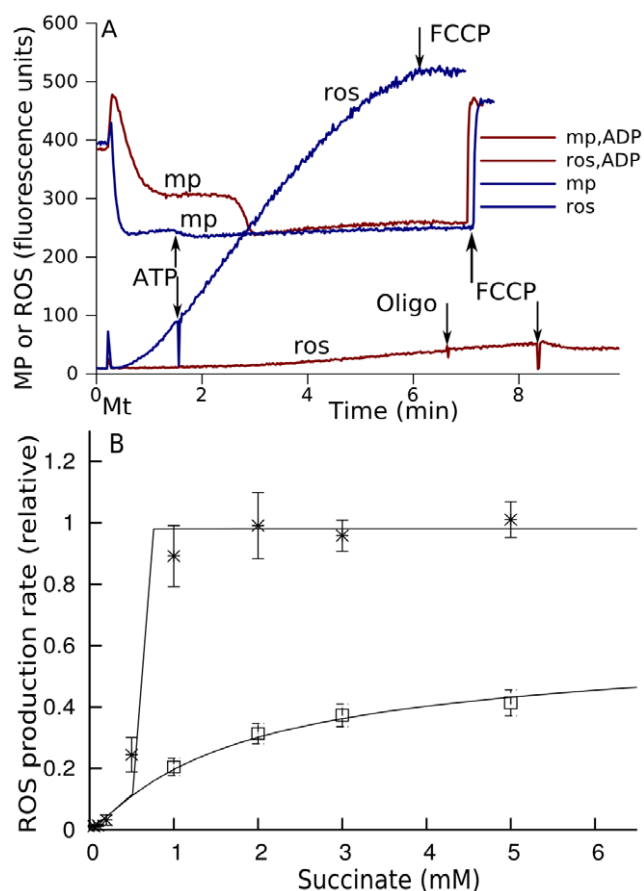 A
600
500
400
300
200
100
0
MP or ROS (fluorescence units)
FCCP
ros
mp
mp
ATP
Oligo
FCCP
ros
mp,ADP
ros,ADP
mp
ros
0 2 4 6 8
Mt
Time (min)
B
1.2
1
0.8
0.6
0.4
0.2
0
ROS production rate (relative)
0 1 2 3 4 5 6
Succinate (mM)